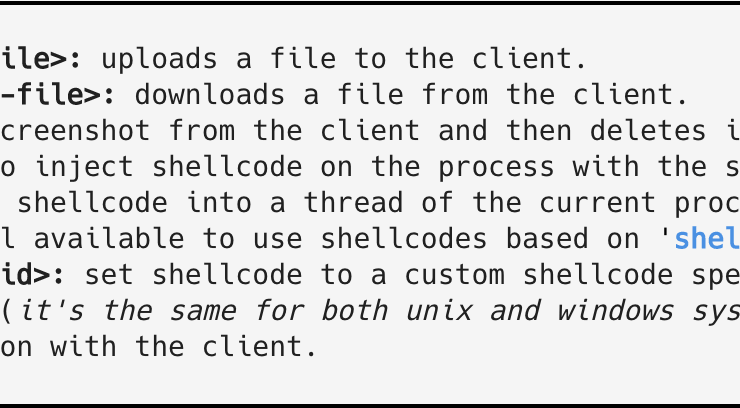 ile>: uploads a file to the client.
-file>: downloads a file from the client.
creenshot from the client and then deletes i
o inject shellcode on the process with the s
shellcode into a thread of the current proc
l available to use shellcodes based on 'shel
id>: set shellcode to a custom shellcode spe
(it's the same for both unix and windows sys
on with the client.